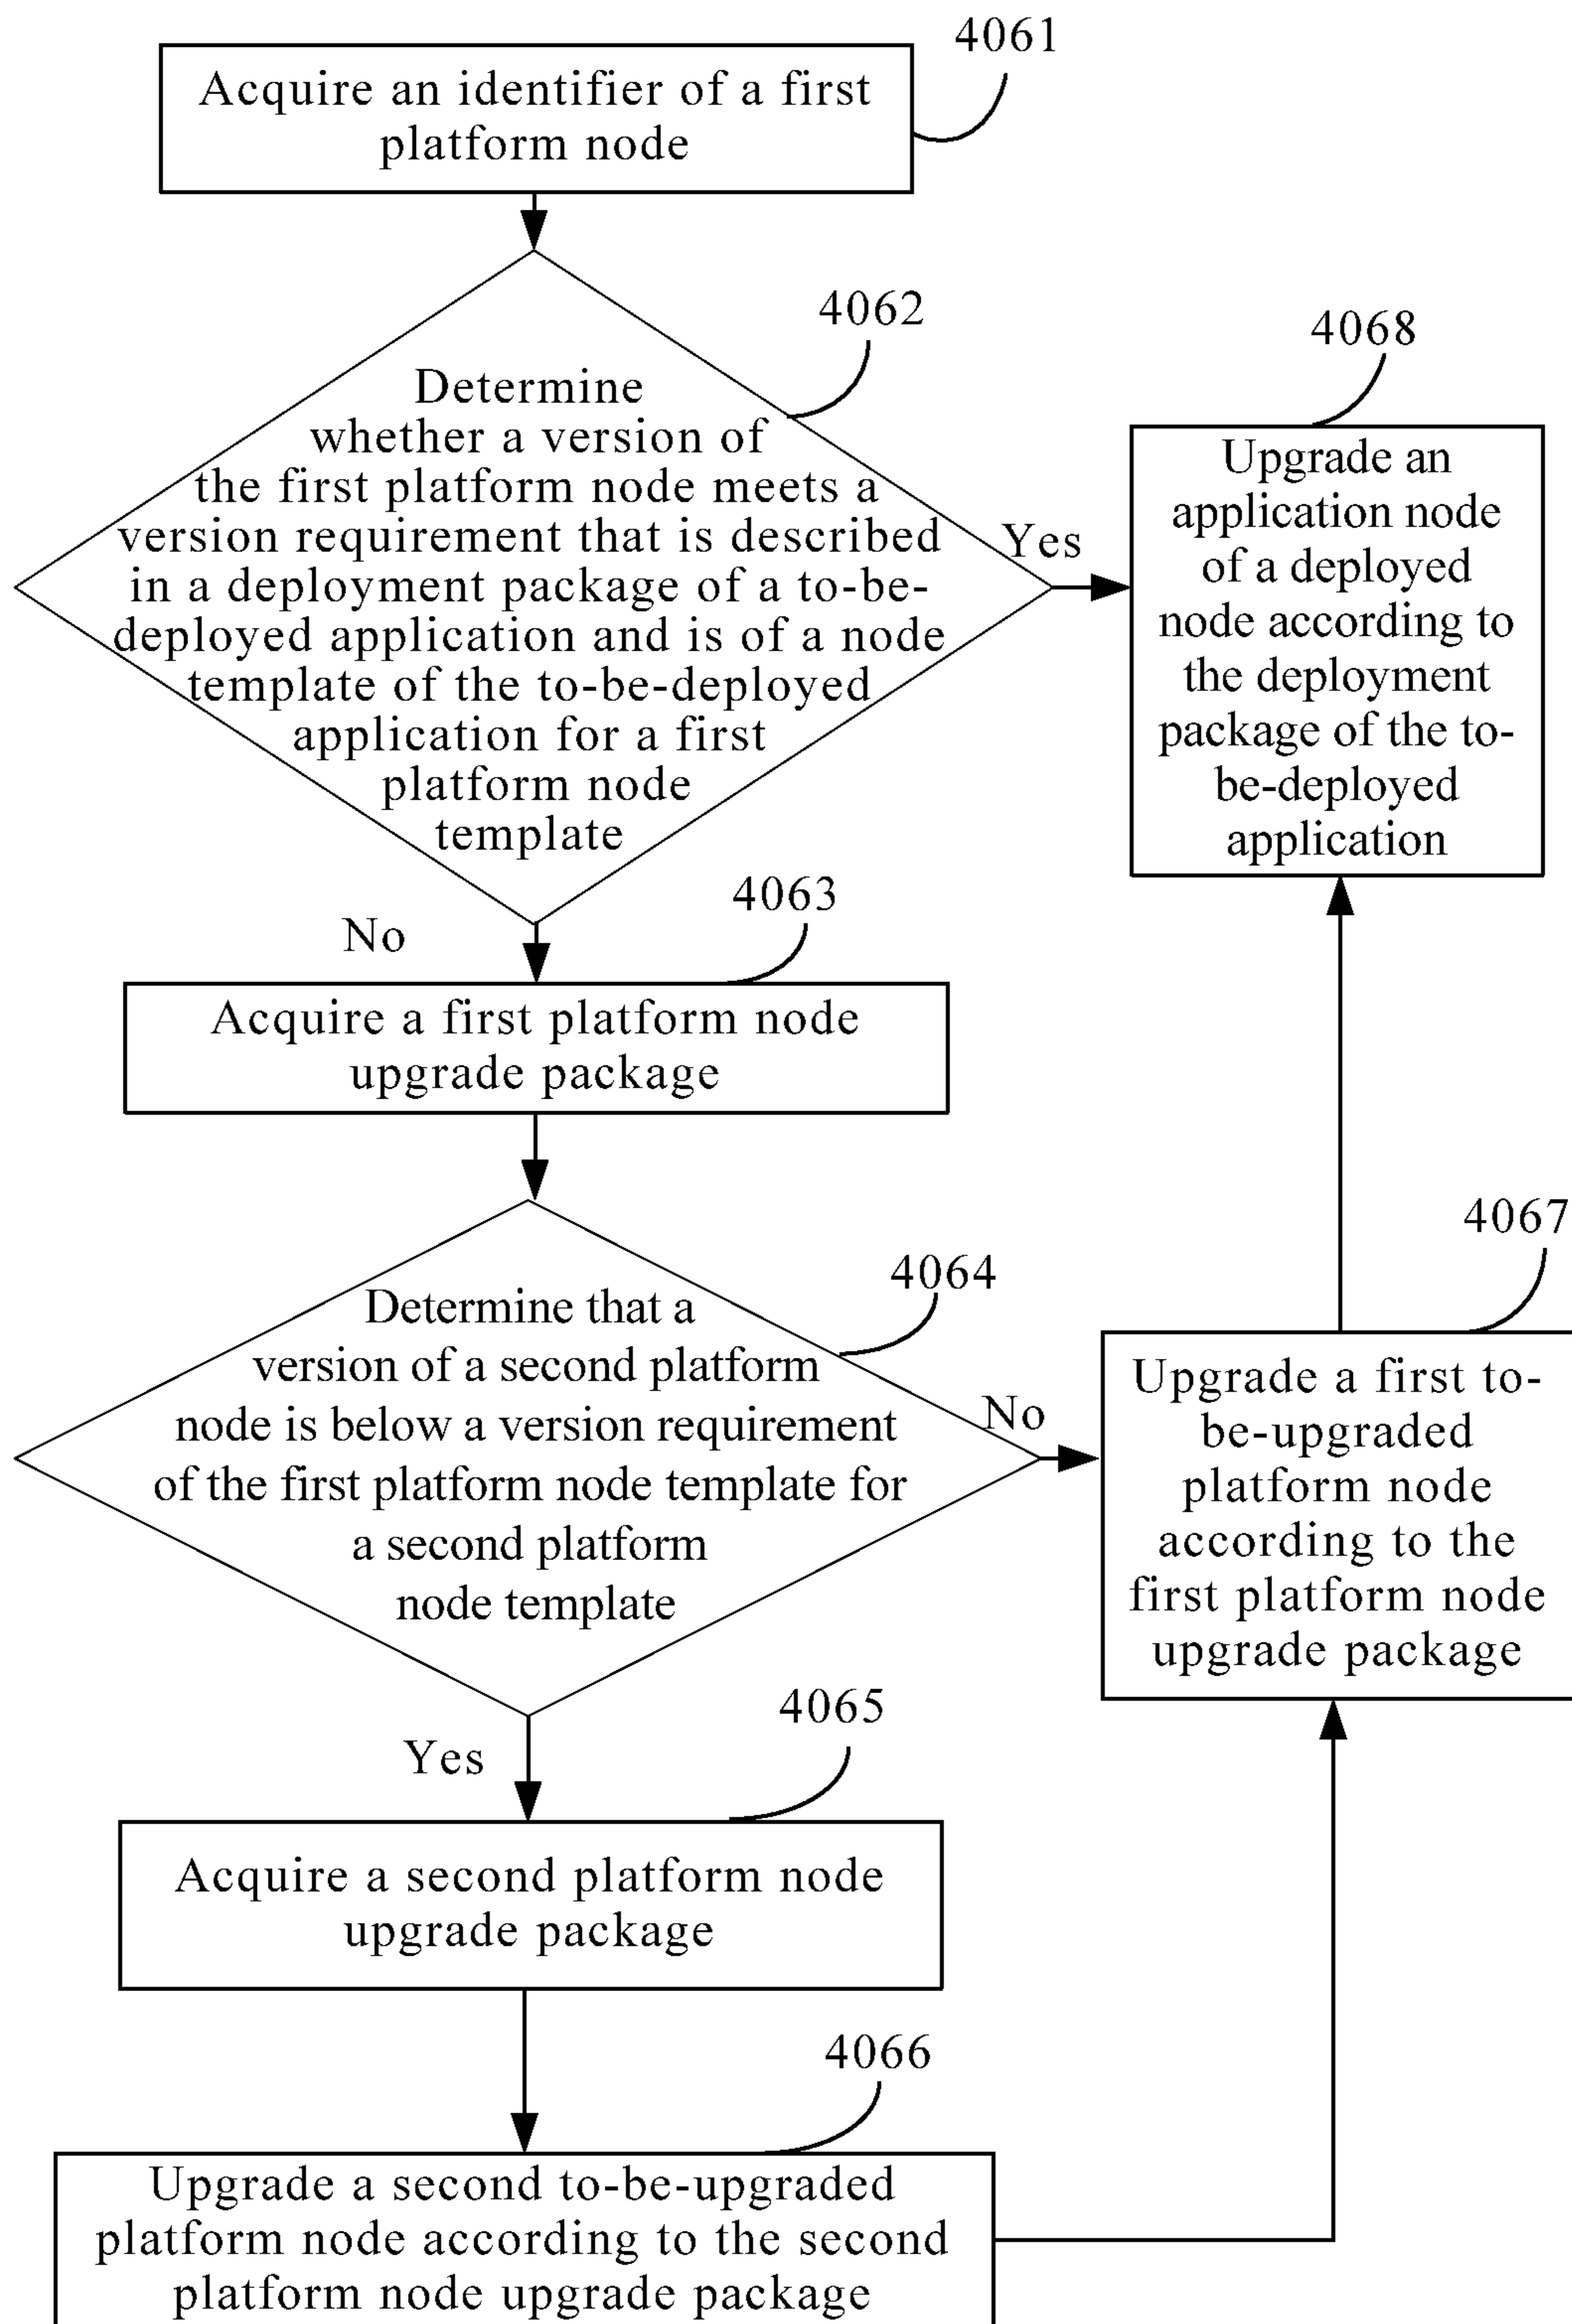 4061
Acquire an identifier of a first
platform node
4062
Determine
whether a version of
the first platform node meets a
version requirement that is described
in a deployment package of a to-be-
deployed application and is of a node
template of the to-be-deployed
application for a first
platform node
template
Yes
4068
Upgrade an
application node
of a deployed
node according to
the deployment
package of the to-
be-deployed
application
No
4063
Acquire a first platform node
upgrade package
4064
Determine that a
version of a second platform
node is below a version requirement
of the first platform node template for
a second platform
node template
No
4067
Upgrade a first to-
be-upgraded
platform node
according to the
first platform node
upgrade package
Yes
4065
Acquire a second platform node
upgrade package
4066
Upgrade a second to-be-upgraded
platform node according to the second
platform node upgrade package